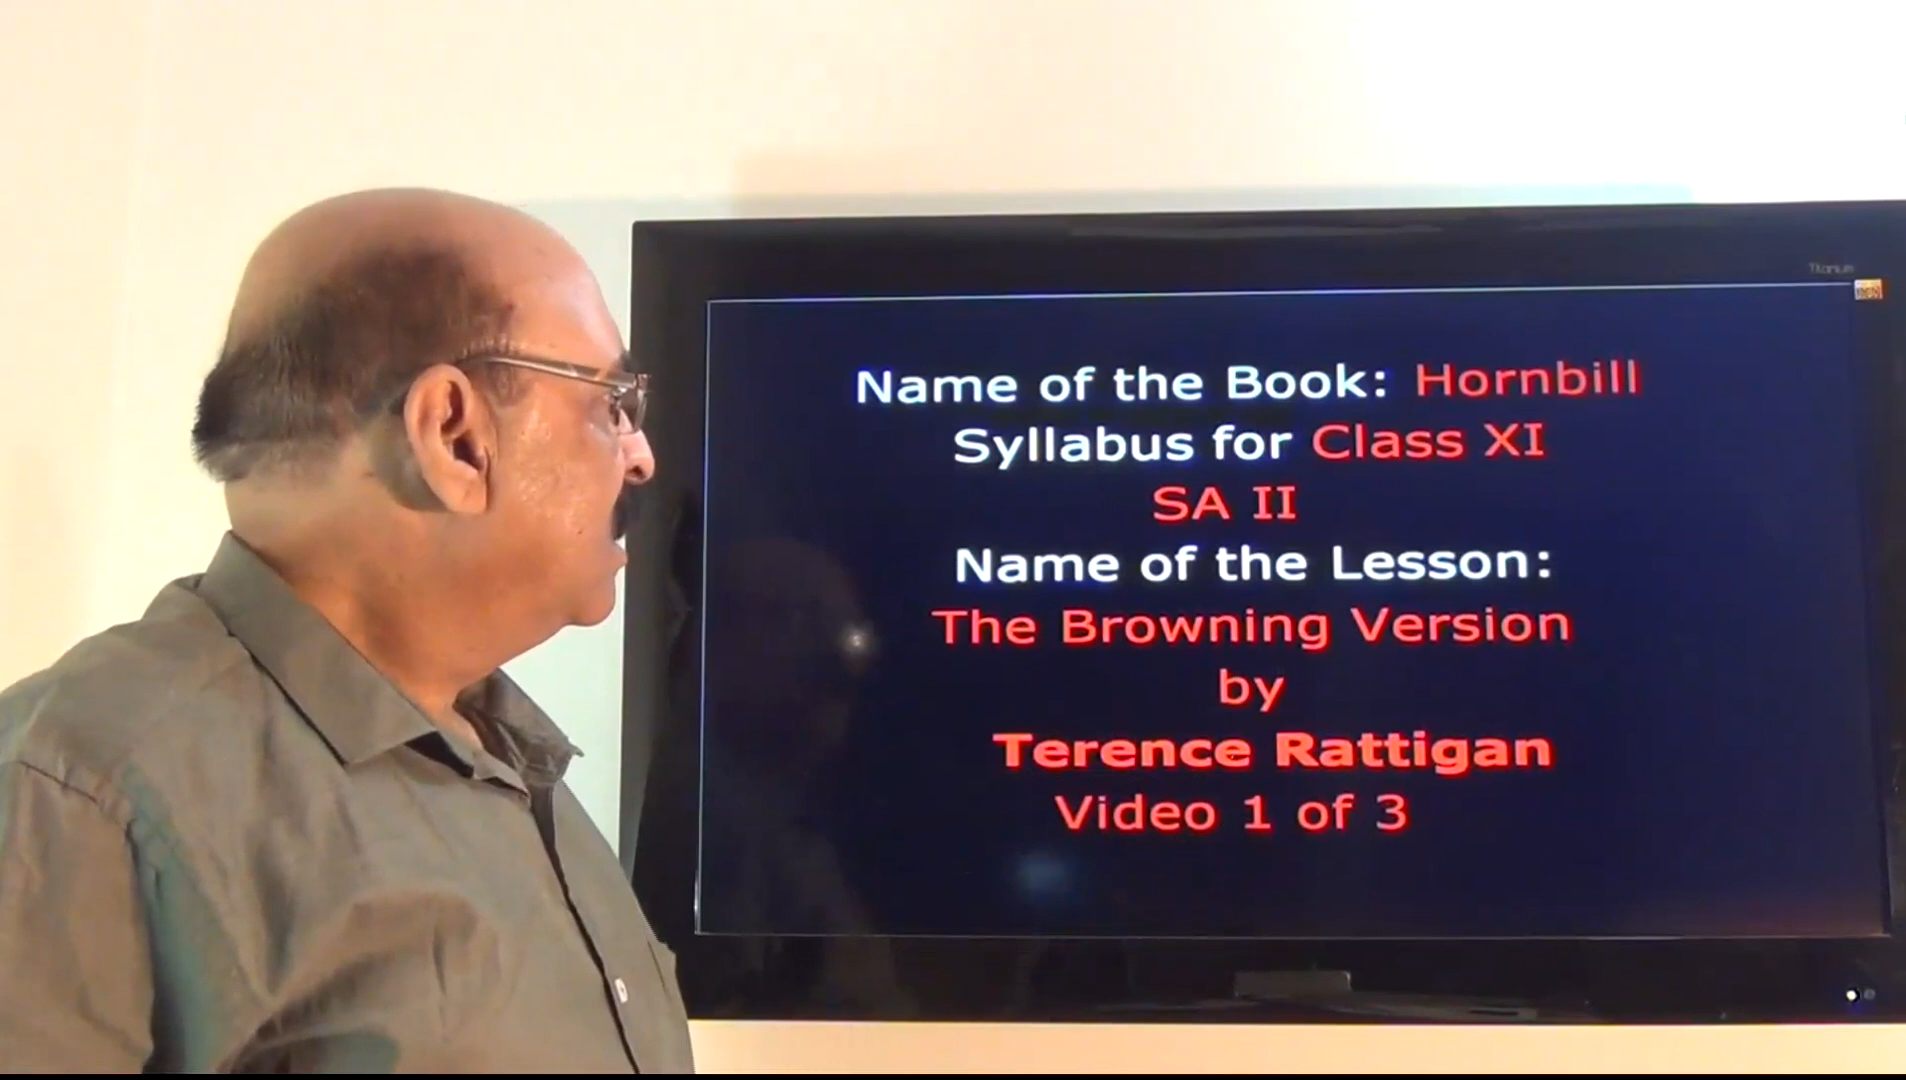 Titanium
Name of the Book: Hornbill
Syllabus for Class XI
SA II
Name of the Lesson:
The Browning Version
by
Terence Rattigan
Video 1 of 3